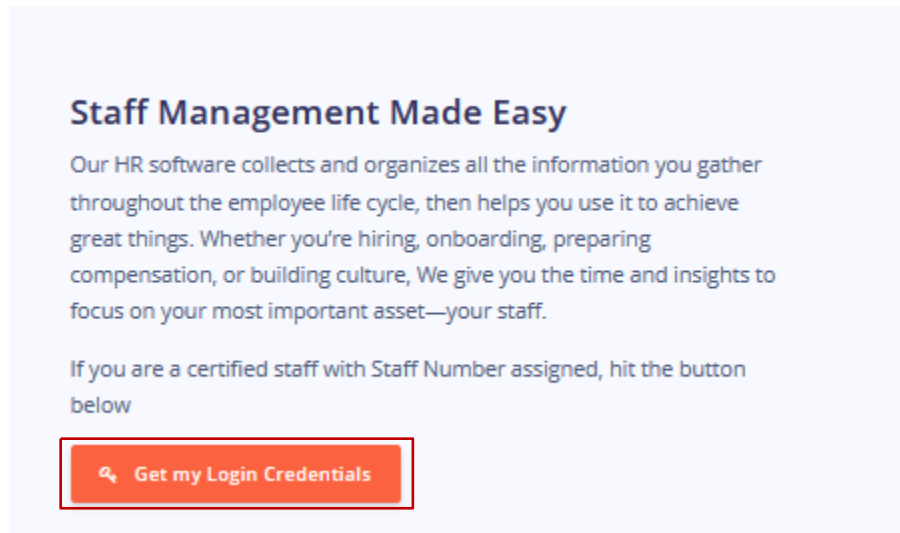 Staff Management Made Easy
Our HR software collects and organizes all the information you gather
throughout the employee life cycle, then helps you use it to achieve
great things. Whether you're hiring, onboarding, preparing
compensation, or building culture, We give you the time and insights to
focus on your most important asset—your staff.
If you are a certified staff with Staff Number assigned, hit the button
below
Get my Login Credentials